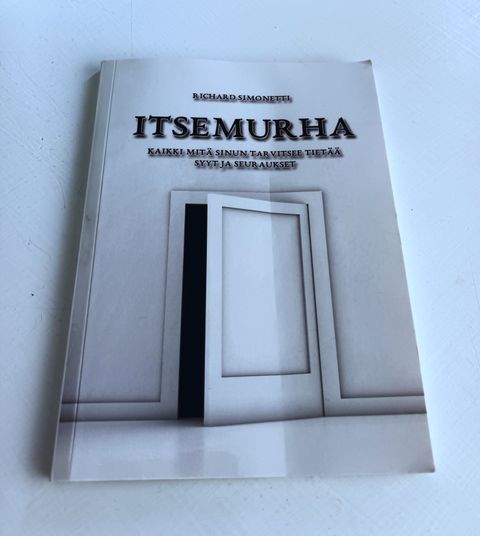 RICHARD SIMONETTI
ITSEMURHA
KAIKKI MITÄ SINUN TARVITSEE TIETÄÄ
SYYT JA SEURAUKSET